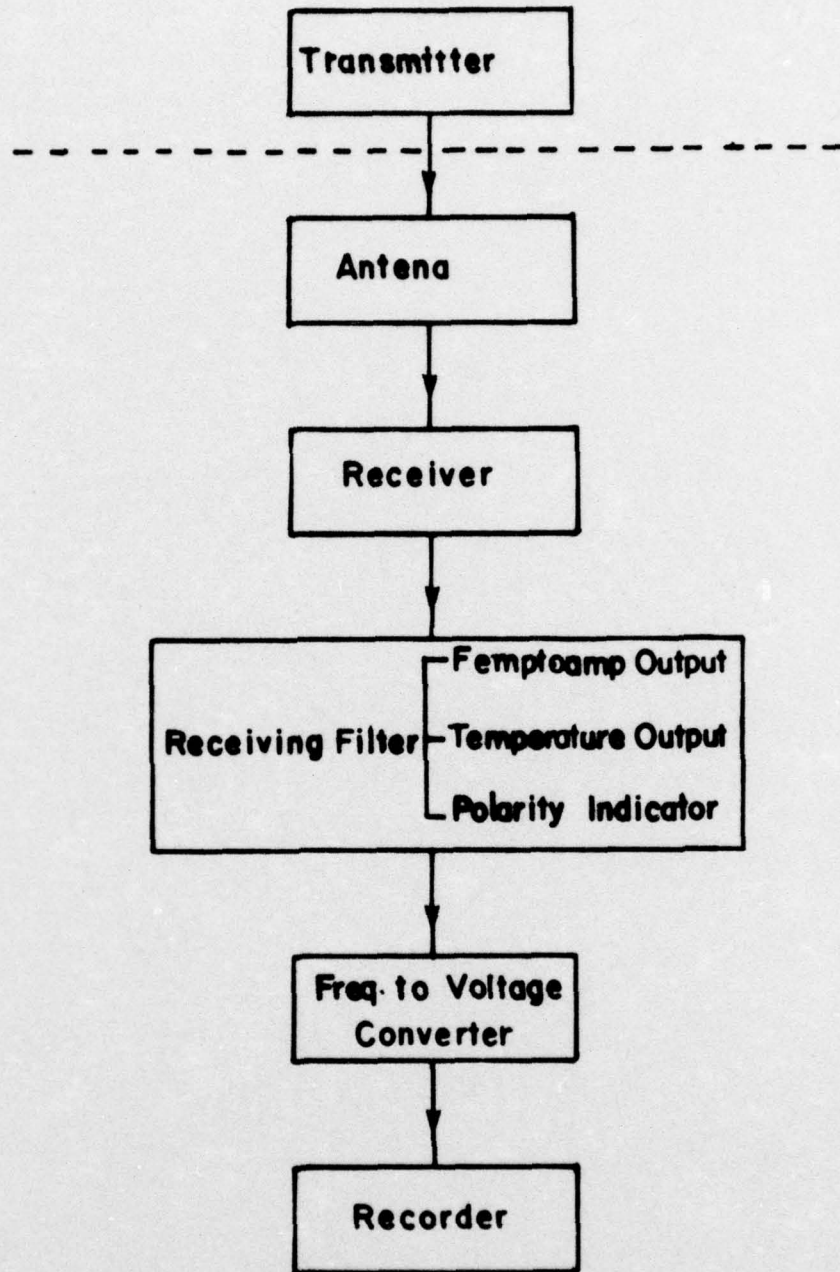 Transmitter
Antena
Receiver
Receiving Filter
Femptoamp Output
Temperature Output
Polarity Indicator
Freq. to Voltage
Converter
Recorder